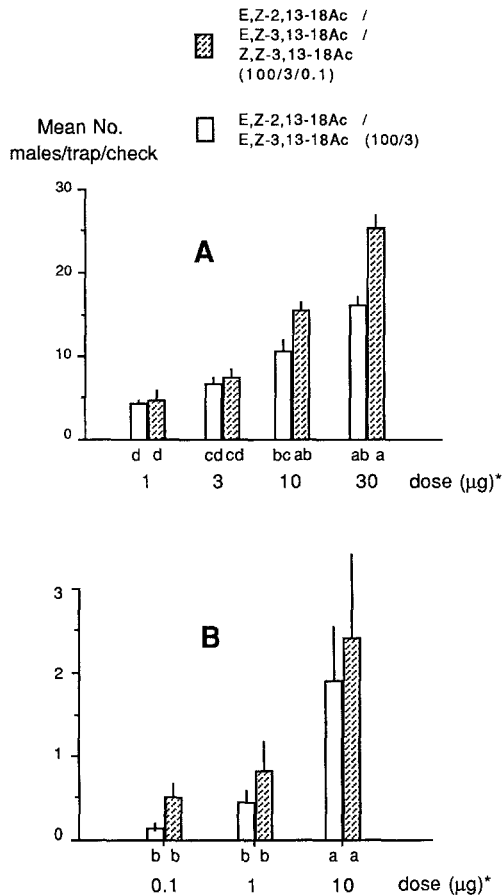 E,Z-2,13-18Ac /
E,Z-3,13-18Ac /
Z,Z-3,13-18Ac
(100/3/0.1)
E,Z-2,13-18Ac /
E,Z-3,13-18Ac (100/3)
Mean No.
males/trap/check
30
20
10
0
A
d d cd cd bc ab ab a
1 3 10 30 dose (µg)*
3
2
1
0
B
b b b b a a
0.1 1 10 dose (µg)*